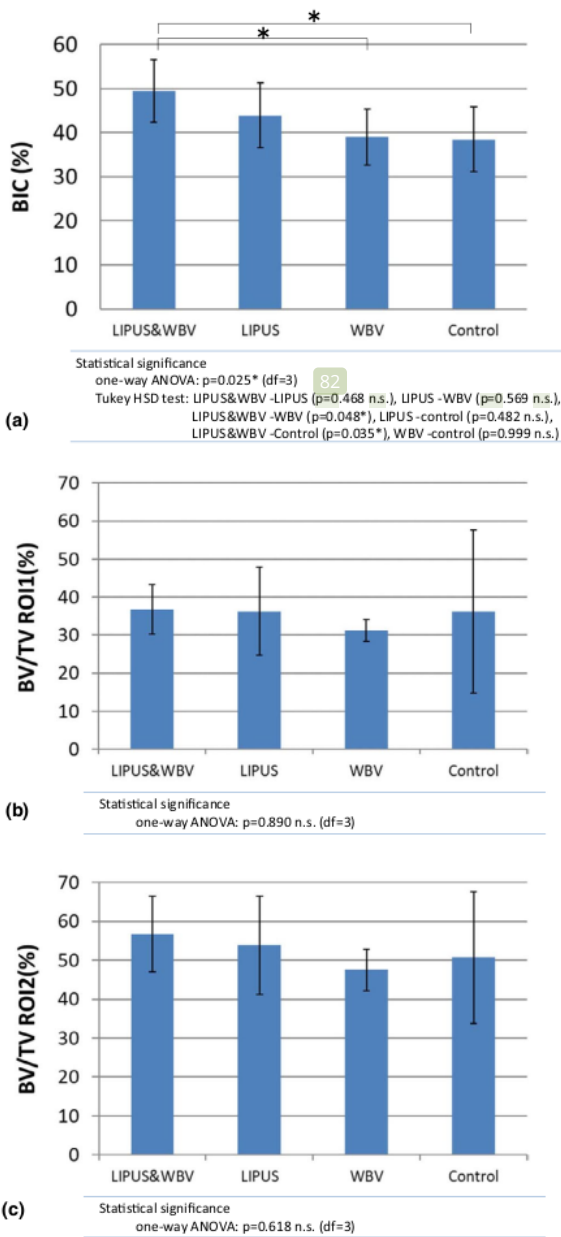 *
*
60
50
40
30
20
10
0
BIC (%)
LIPUS&WBV LIPUS WBV Control
Statistical significance
one-way ANOVA: p=0.025* (df=3)
82
Tukey HSD test: LIPUS&WBV -LIPUS (p=0.468 n.s.), LIPUS -WBV (p=0.569 n.s.),
LIPUS&WBV -WBV (p=0.048*), LIPUS-control (p=0.482 n.s.),
LIPUS&WBV -Control (p=0.035*), WBV -control (p=0.999 n.s.)
(a)
70
60
50
40
30
20
10
0
BV/TV ROI1(%)
LIPUS&WBV LIPUS WBV Control
Statistical significance
one-way ANOVA: p=0.890 n.s. (df=3)
(b)
70
60
50
40
30
20
10
0
BV/TV ROI2(%)
LIPUS&WBV LIPUS WBV Control
Statistical significance
one-way ANOVA: p=0.618 n.s. (df=3)
(c)